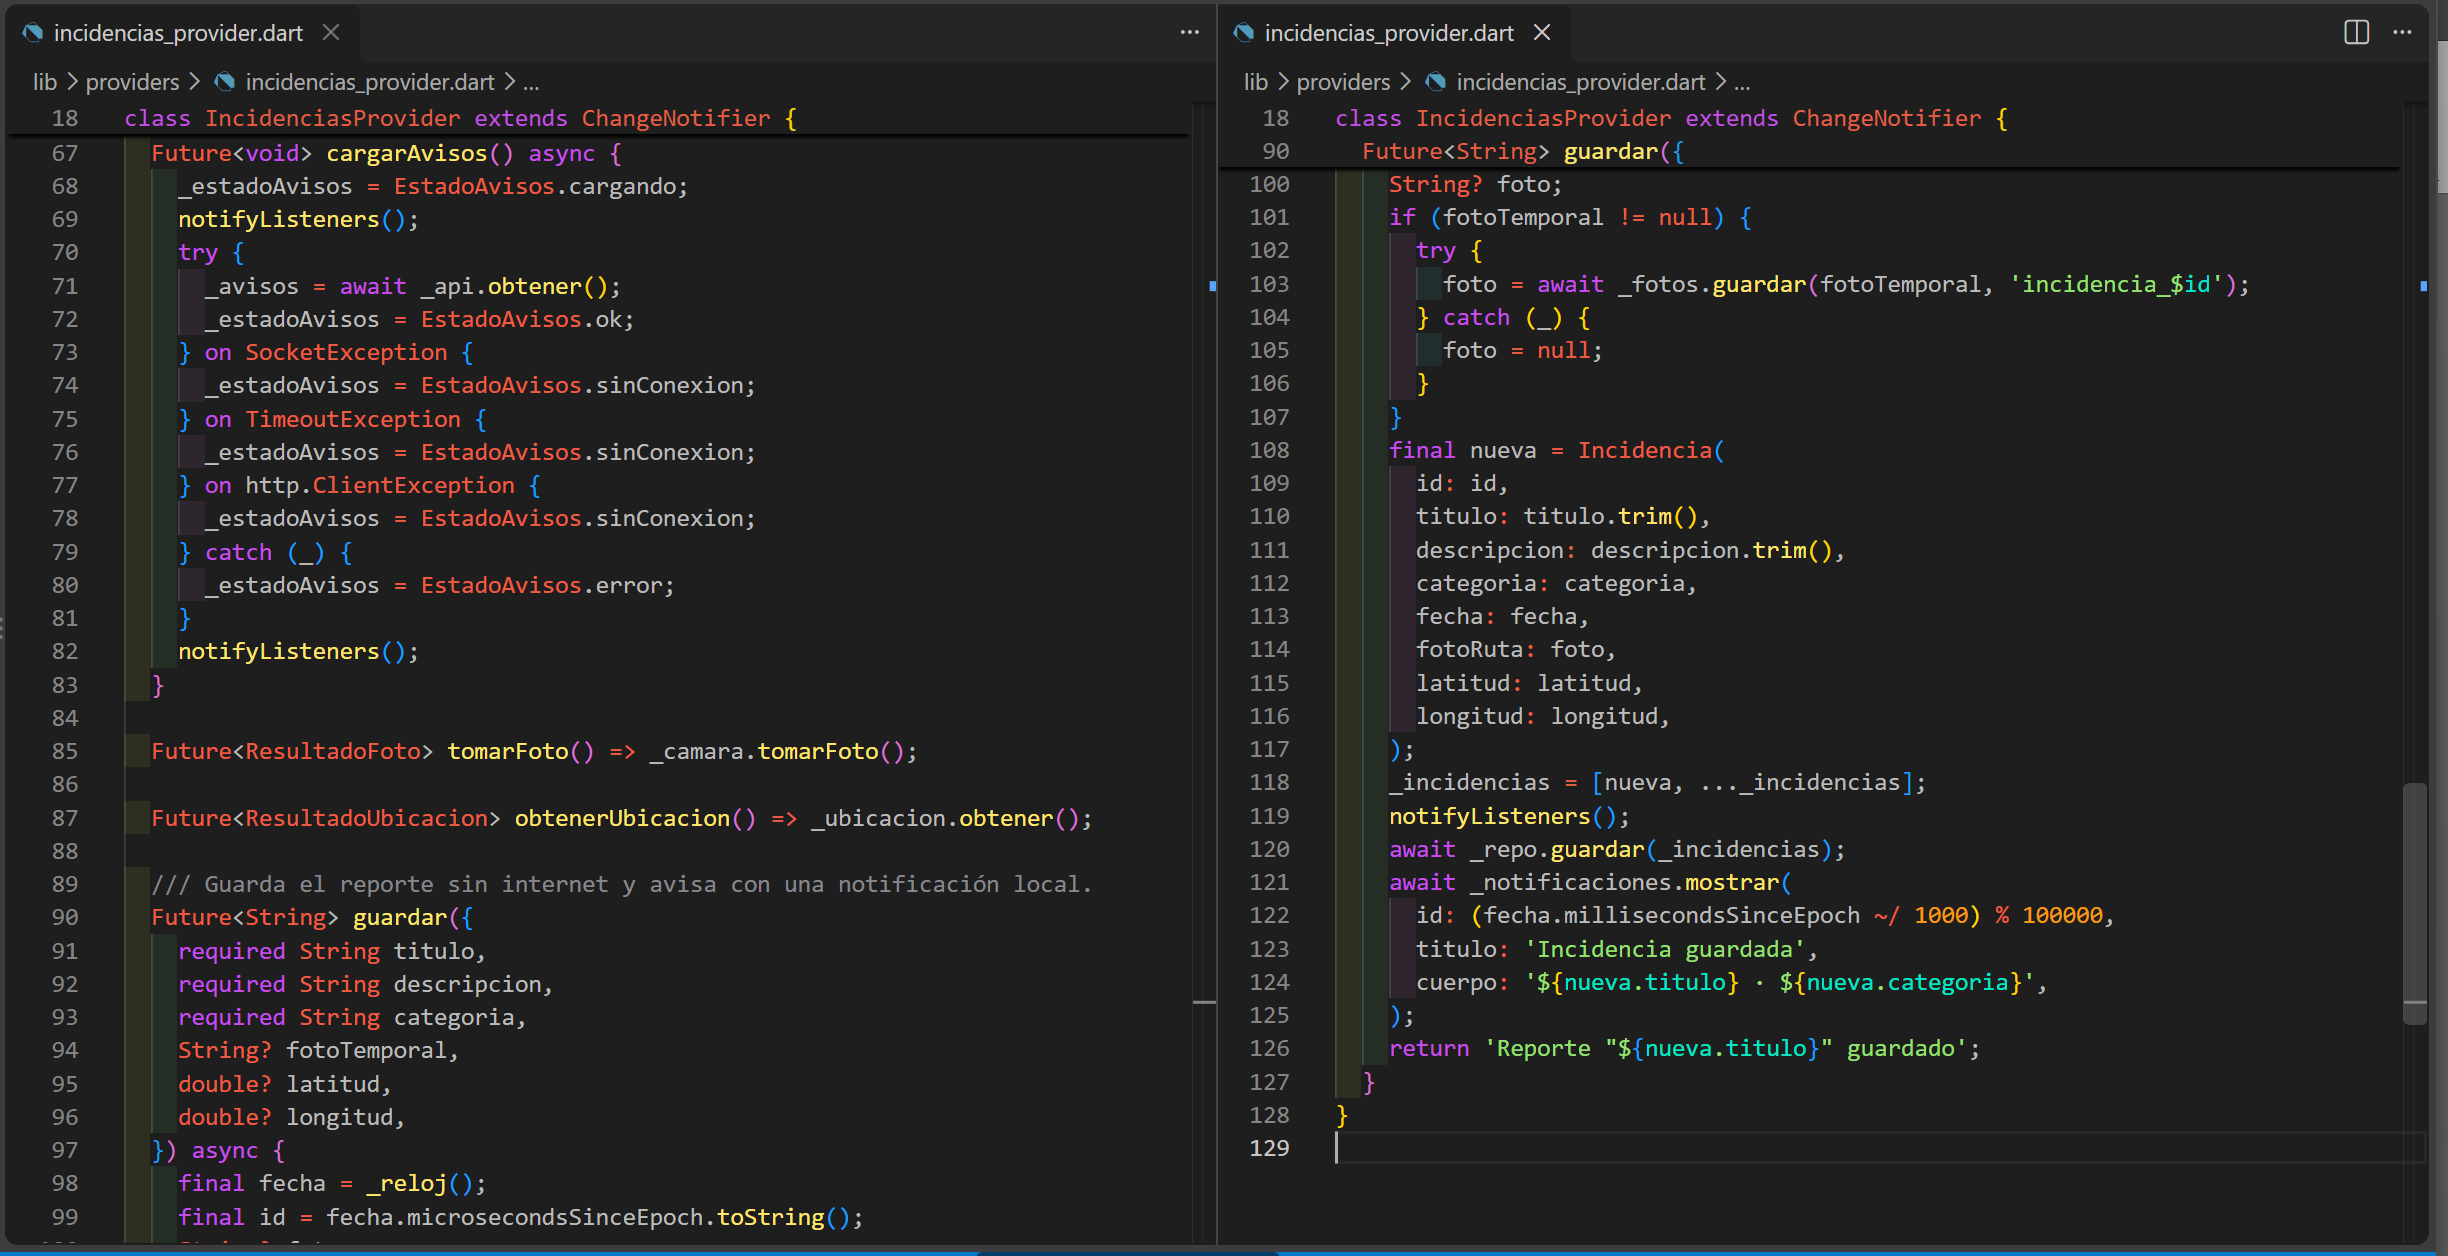 incidencias_provider.dart
lib > providers > incidencias_provider.dart > ...
18 class IncidenciasProvider extends ChangeNotifier {
67 Future<void> cargarAvisos() async {
68 _estadoAvisos = EstadoAvisos.cargando;
69 notifyListeners();
70 try {
71 _avisos = await _api.obtener();
72 _estadoAvisos = EstadoAvisos.ok;
73 } on SocketException {
74 _estadoAvisos = EstadoAvisos.sinConexion;
75 } on TimeoutException {
76 _estadoAvisos = EstadoAvisos.sinConexion;
77 } on http.ClientException {
78 _estadoAvisos = EstadoAvisos.sinConexion;
79 } catch (_) {
80 _estadoAvisos = EstadoAvisos.error;
81 }
82 notifyListeners();
83 }
84
85 Future<ResultadoFoto> tomarFoto() => _camara.tomarFoto();
86
87 Future<ResultadoUbicacion> obtenerUbicacion() => _ubicacion.obtener();
88
89 /// Guarda el reporte sin internet y avisa con una notificación local.
90 Future<String> guardar({
91 required String titulo,
92 required String descripcion,
93 required String categoria,
94 String? fotoTemporal,
95 double? latitud,
96 double? longitud,
97 }) async {
98 final fecha = _reloj();
99 final id = fecha.microsecondsSinceEpoch.toString();
incidencias_provider.dart
lib > providers > incidencias_provider.dart > ...
18 class IncidenciasProvider extends ChangeNotifier {
90 Future<String> guardar({
100 String? foto;
101 if (fotoTemporal != null) {
102 try {
103 foto = await _fotos.guardar(fotoTemporal, 'incidencia_$id');
104 } catch (_) {
105 foto = null;
106 }
107 }
108 final nueva = Incidencia(
109 id: id,
110 titulo: titulo.trim(),
111 descripcion: descripcion.trim(),
112 categoria: categoria,
113 fecha: fecha,
114 fotoRuta: foto,
115 latitud: latitud,
116 longitud: longitud,
117 );
118 _incidencias = [nueva, ..._incidencias];
119 notifyListeners();
120 await _repo.guardar(_incidencias);
121 await _notificaciones.mostrar(
122 id: (fecha.millisecondsSinceEpoch ~/ 1000) % 100000,
123 titulo: 'Incidencia guardada',
124 cuerpo: '${nueva.titulo} · ${nueva.categoria}',
125 );
126 return 'Reporte "${nueva.titulo}" guardado';
127 }
128 }
129